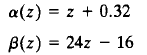 α(z) = z + 0.32
β(z) = 24z − 16